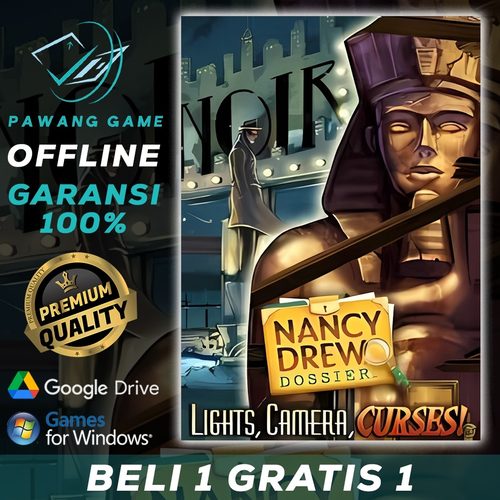 PAWANG GAME
OFFLINE
GARANSI
100%
PREMIUM
QUALITY
Google Drive
Games
for Windows®
NOIR
NANCY
DREW
DOSSIER™
LIGHTS, CAMERA, CURSES!
BELI 1 GRATIS 1